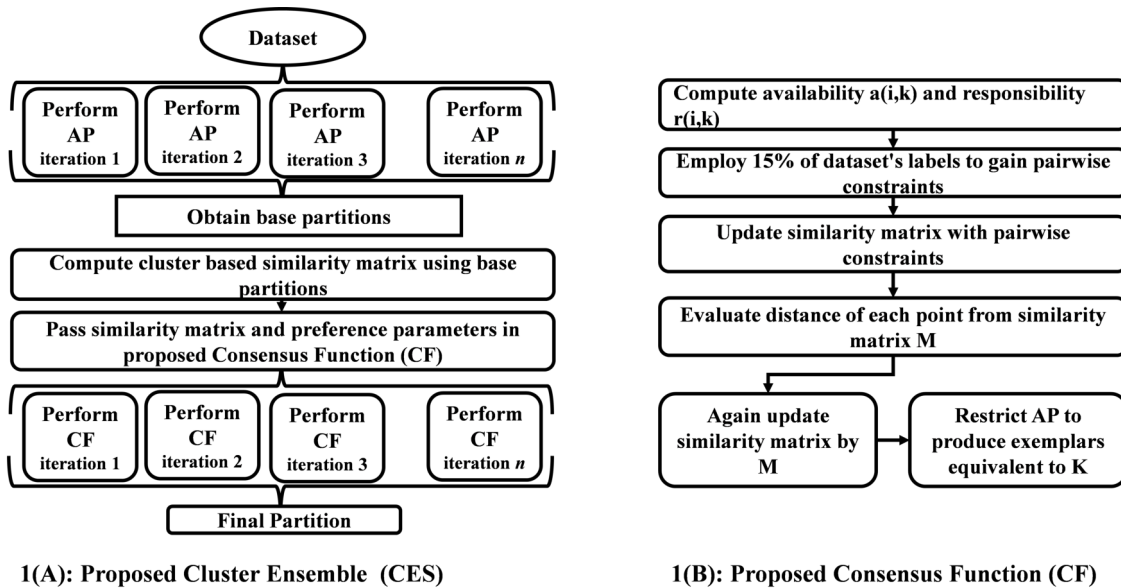 Dataset
Perform
AP
iteration 1
Perform
AP
iteration 2
Perform
AP
iteration 3
Perform
AP
iteration n
Obtain base partitions
Compute cluster based similarity matrix using base
partitions
Pass similarity matrix and preference parameters in
proposed Consensus Function (CF)
Perform
CF
iteration 1
Perform
CF
iteration 2
Perform
CF
iteration 3
Perform
CF
iteration n
Final Partition
1(A): Proposed Cluster Ensemble (CES)
Compute availability a(i,k) and responsibility
r(i,k)
Employ 15% of dataset's labels to gain pairwise
constraints
Update similarity matrix with pairwise
constraints
Evaluate distance of each point from similarity
matrix M
Again update
similarity matrix by
M
Restrict AP to
produce exemplars
equivalent to K
1(B): Proposed Consensus Function (CF)